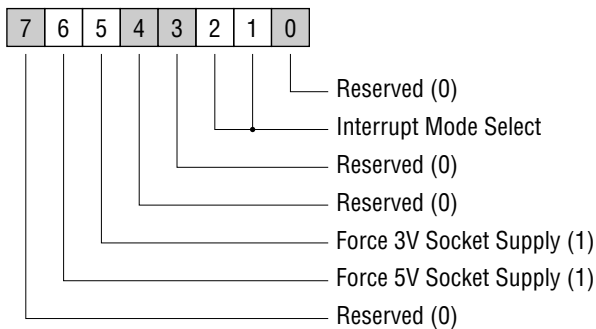 7 6 5 4 3 2 1 0
Reserved (0)
Interrupt Mode Select
Reserved (0)
Reserved (0)
Force 3V Socket Supply (1)
Force 5V Socket Supply (1)
Reserved (0)